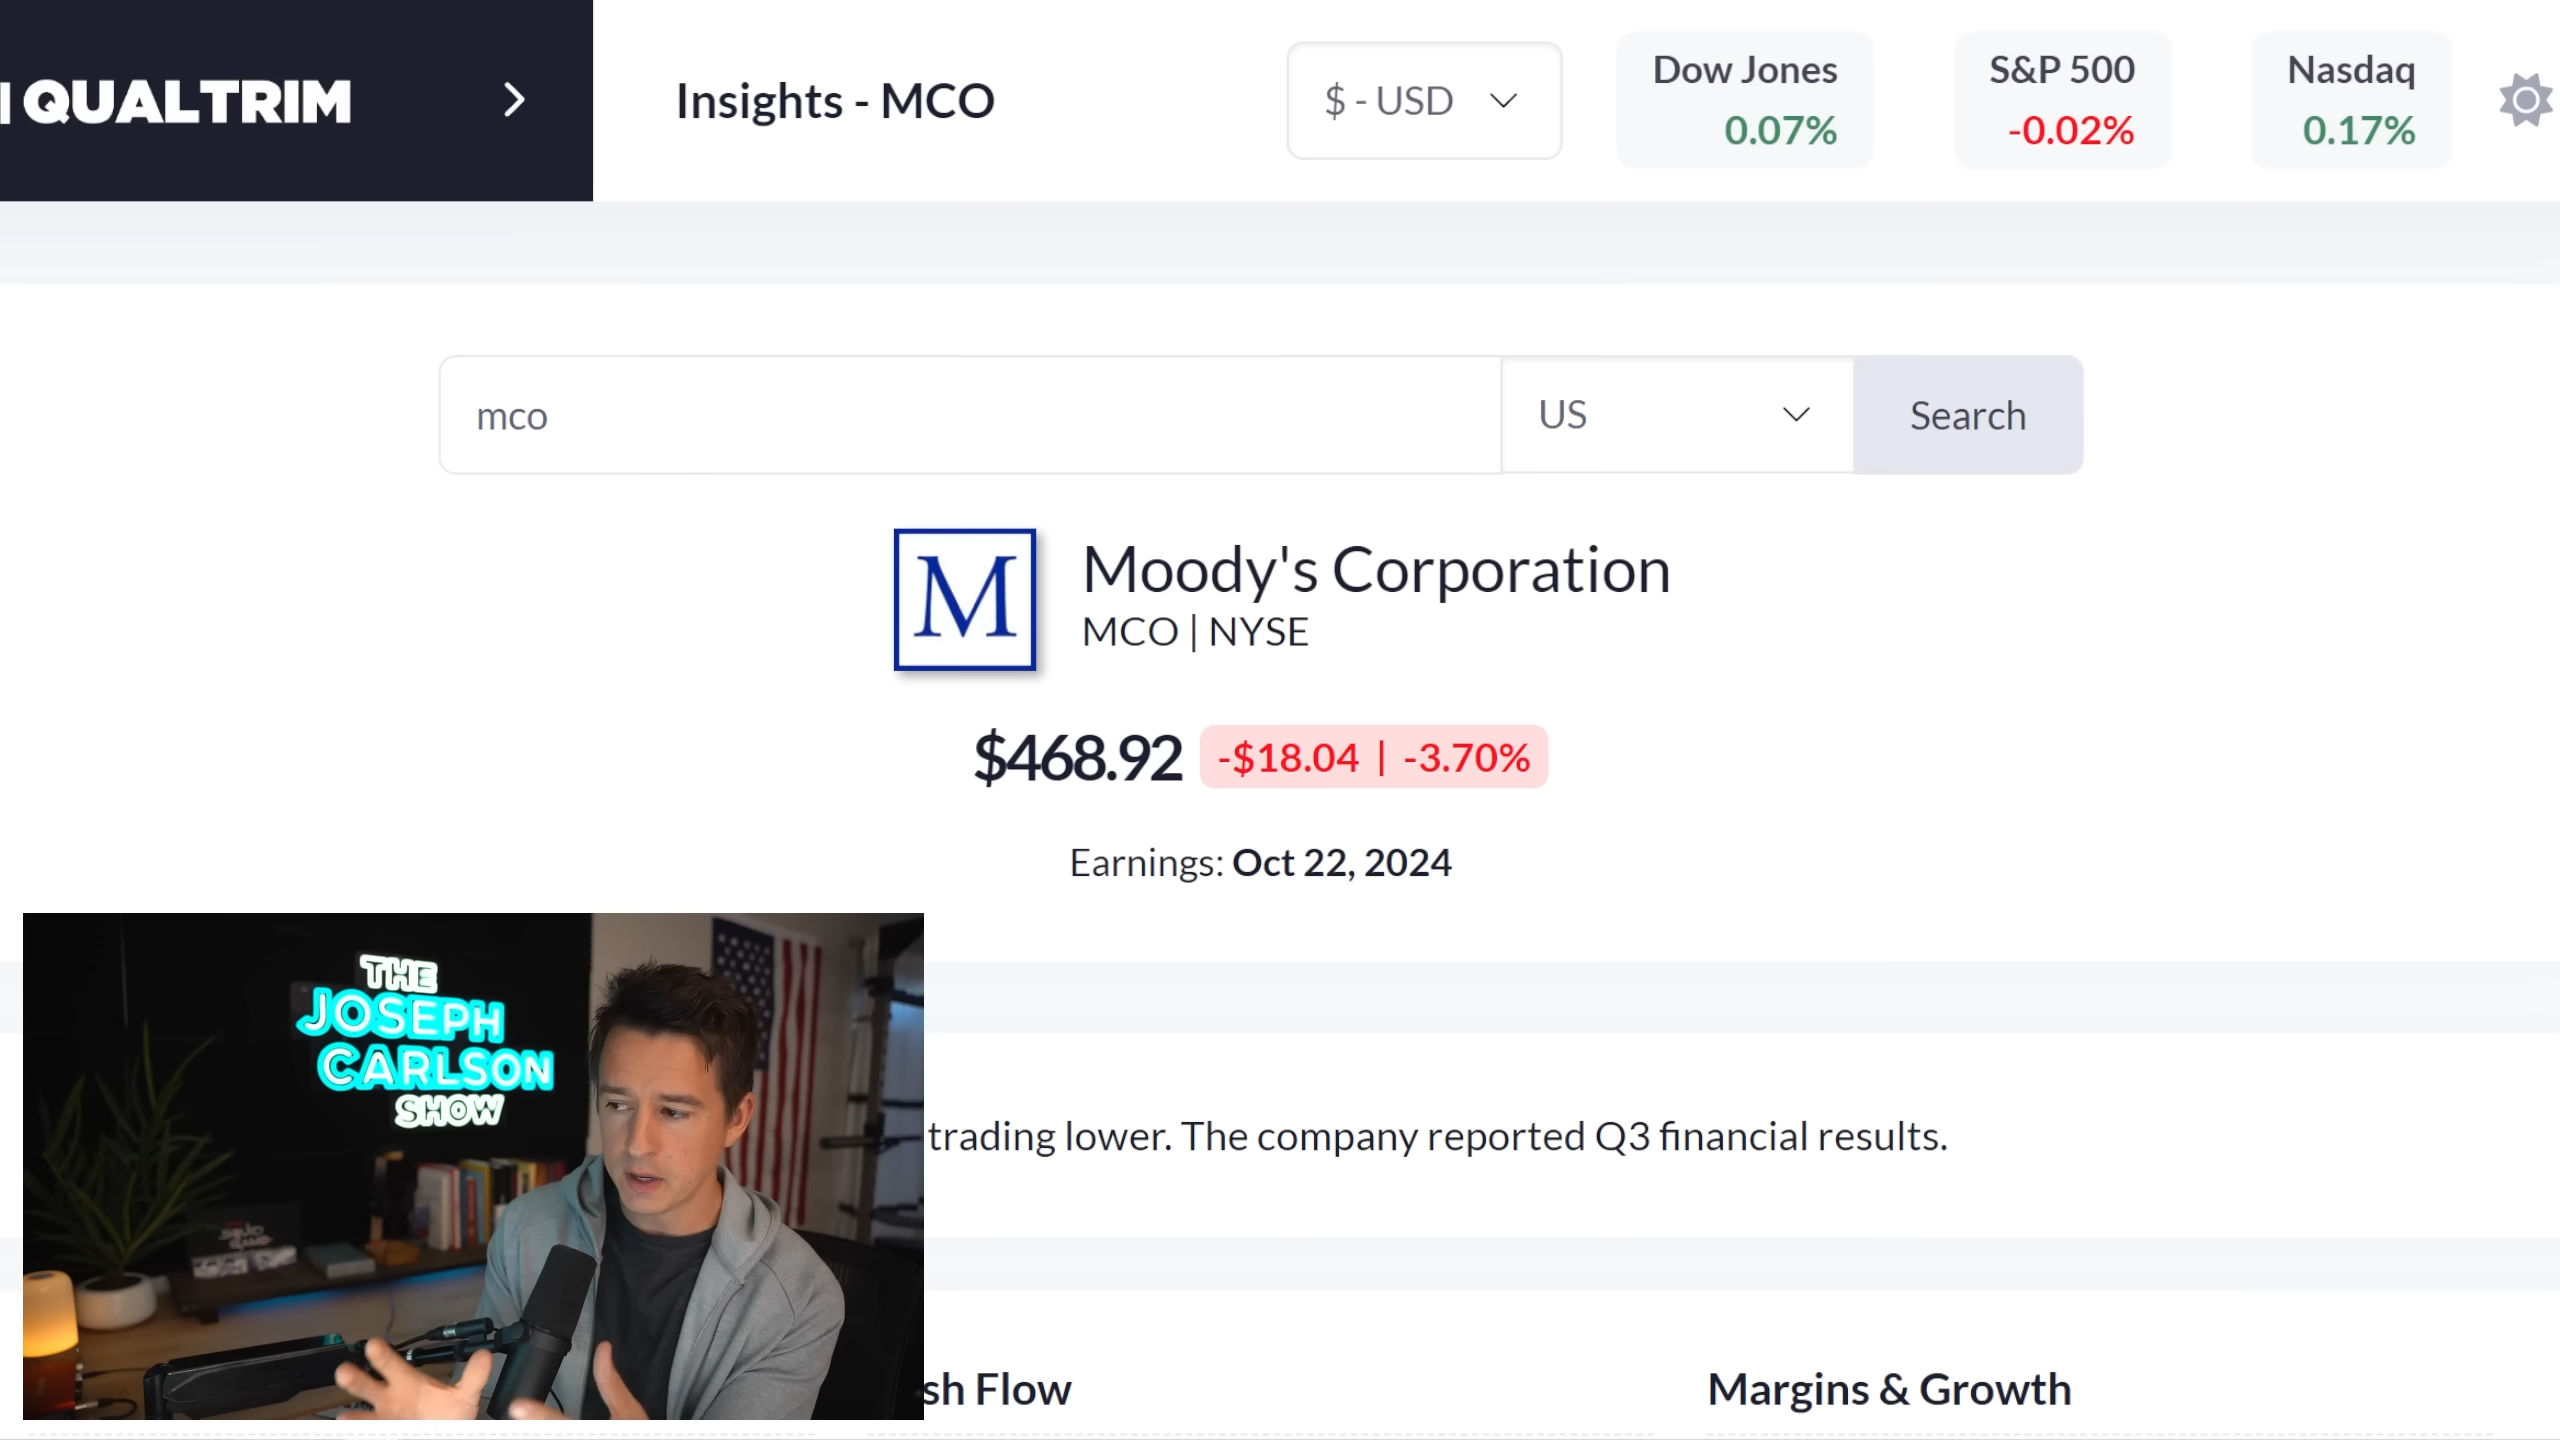 QUALTRIM
Insights - MCO
$ - USD
Dow Jones
0.07%
S&P 500
-0.02%
Nasdaq
0.17%
mco
US
Search
M
Moody's Corporation
MCO | NYSE
$468.92
-$18.04 | -3.70%
Earnings: Oct 22, 2024
THE
JOSEPH
CARLSON
SHOW
trading lower. The company reported Q3 financial results.
sh Flow
Margins & Growth